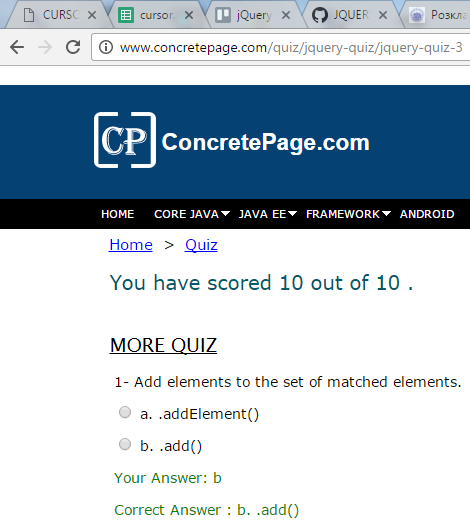 CURSC
cursor.
jQuery
JQUER
Розкла
www.concretepage.com/quiz/jquery-quiz/jquery-quiz-3
CP ConcretePage.com
HOME CORE JAVA JAVA EE FRAMEWORK ANDROID
Home > Quiz
You have scored 10 out of 10 .
MORE QUIZ
1- Add elements to the set of matched elements.
a. .addElement()
b. .add()
Your Answer: b
Correct Answer : b. .add()